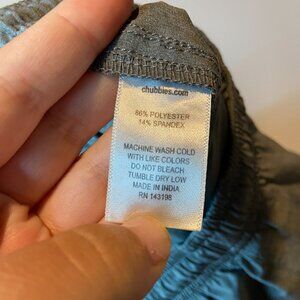 chubbies.com
86% POLYESTER
14% SPANDEX
MACHINE WASH COLD
WITH LIKE COLORS
DO NOT BLEACH
TUMBLE DRY LOW
MADE IN INDIA
RN 143198